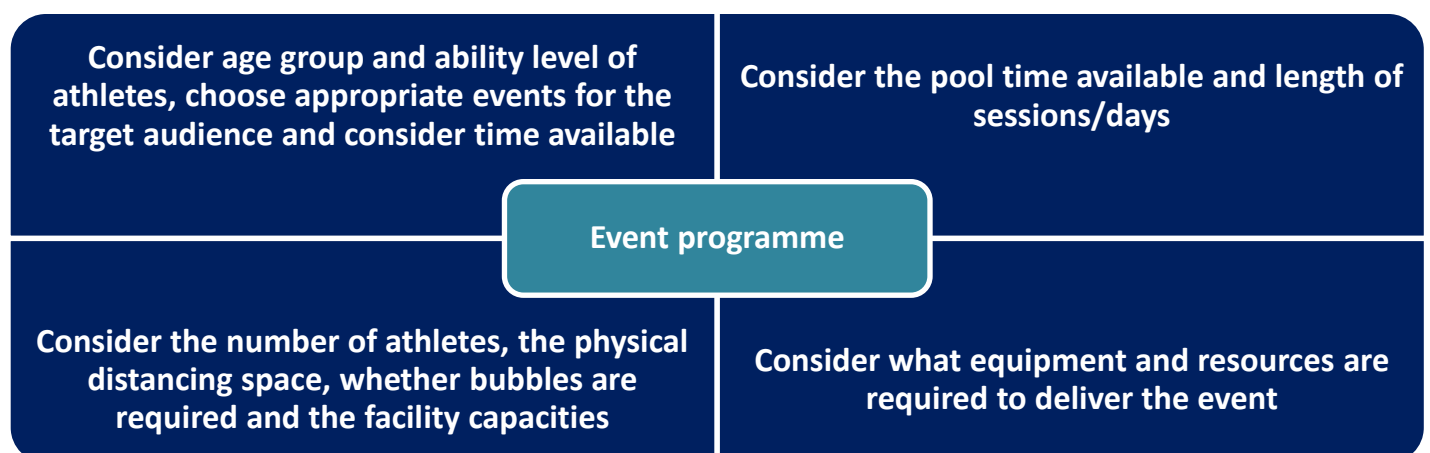 Consider age group and ability level of
athletes, choose appropriate events for the
target audience and consider time available
Consider the pool time available and length of
sessions/days
Event programme
Consider the number of athletes, the physical
distancing space, whether bubbles are
required and the facility capacities
Consider what equipment and resources are
required to deliver the event